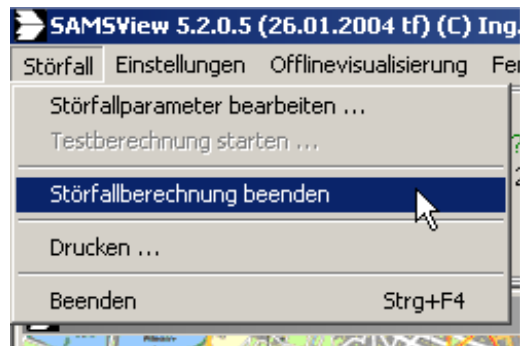 SAMSView 5.2.0.5 (26.01.2004 tf) (C) Ing.
Störfall Einstellungen Offlinevisualisierung Fe
Störfallparameter bearbeiten ...
Testberechnung starten ...
Störfallberechnung beenden
Drucken ...
Beenden Strg+F4